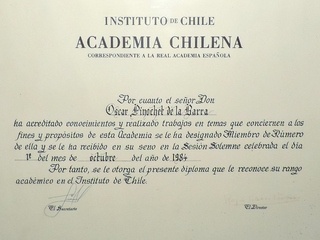 INSTITUTO DE CHILE
ACADEMIA CHILENA
CORRESPONDIENTE A LA REAL ACADEMIA ESPAÑOLA
Por cuanto el señor Don
Oscar Pinochet de la Barra
ha acreditado conocimientos y realizado trabajos en temas que conciernen a los
fines y propósitos de esta Academia se le ha designado Miembro de Número
de ella y se le ha recibido en su seno en la Sesión Solemne celebrada el día
1º del mes de octubre del año de 1984
Por tanto, se le otorga el presente diploma que le reconoce su rango
académico en el Instituto de Chile.
El Secretario
El Director